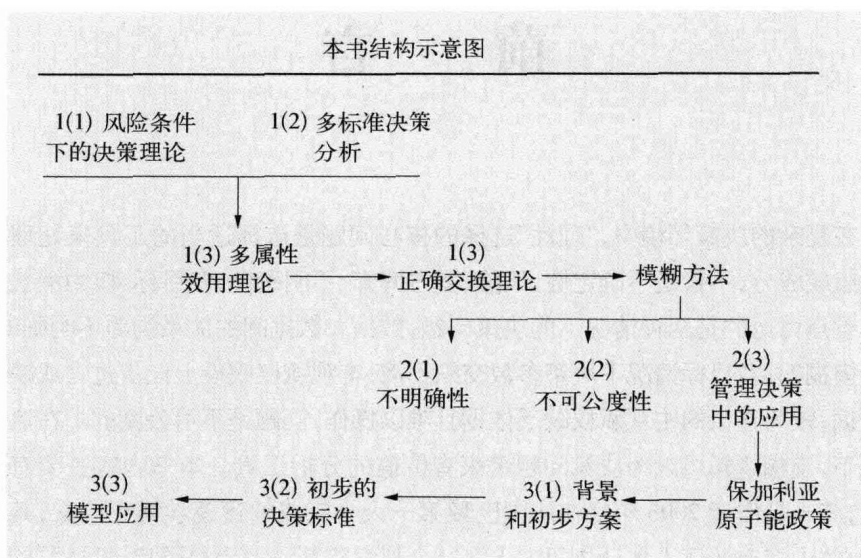 本书结构示意图
1(1) 风险条件
下的决策理论
1(2) 多标准决策
分析
1(3) 多属性
效用理论
1(3)
正确交换理论
模糊方法
2(1)
不明确性
2(2)
不可公度性
2(3)
管理决策
中的应用
保加利亚
原子能政策
3(1) 背景
和初步方案
3(2) 初步的
决策标准
3(3)
模型应用